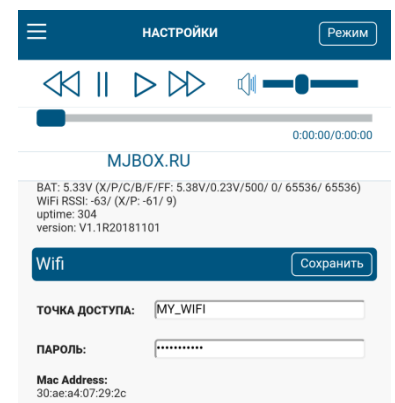 НАСТРОЙКИ
Режим
0:00:00/0:00:00
MJBOX.RU
BAT: 5.33V (X/P/C/B/F/FF: 5.38V/0.23V/500/ 0/ 65536/ 65536)
WiFi RSSI: -63/ (X/P: -61/ 9)
uptime: 304
version: V1.1R20181101
Wifi
Сохранить
ТОЧКА ДОСТУПА: MY_WIFI
ПАРОЛЬ: •••••••••••
Mac Address:
30:ae:a4:07:29:2c